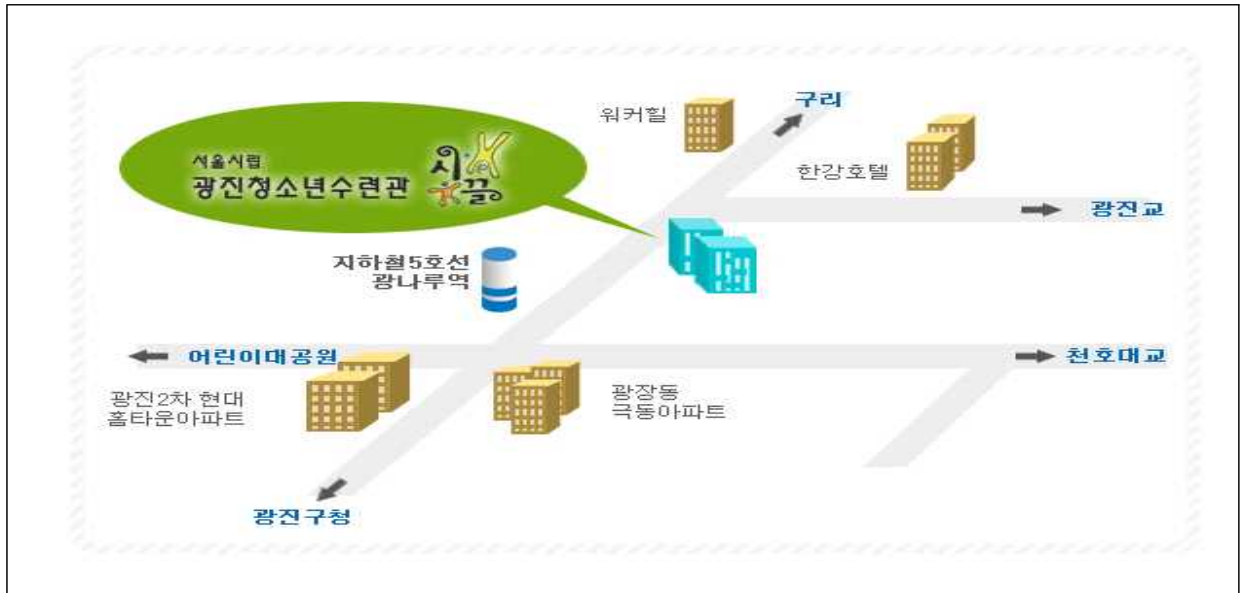 구리
워커힐
한강호텔
서울시립
광진청소년수련관
광진교
지하철5호선
광나루역
어린이대공원
천호대교
광진2차 현대
홈타운아파트
광장동
극동아파트
광진구청